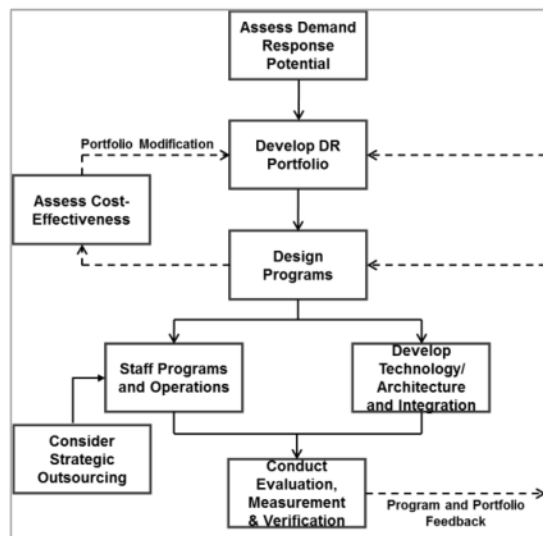 Assess Demand
Response
Potential
Portfolio Modification
Develop DR
Portfolio
Assess Cost-
Effectiveness
Design
Programs
Staff Programs
and Operations
Develop
Technology/
Architecture
and Integration
Consider
Strategic
Outsourcing
Conduct
Evaluation,
Measurement
& Verification
Program and Portfolio
Feedback